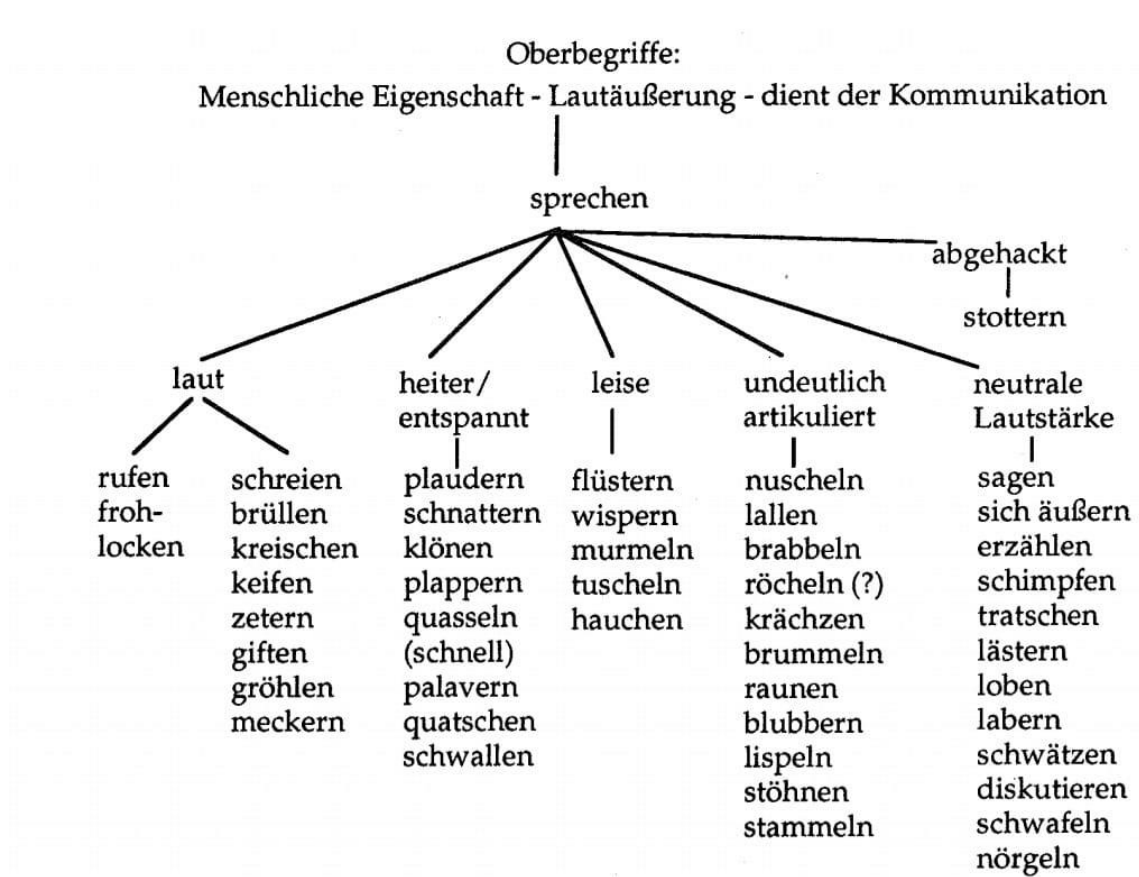 Oberbegriffe:
Menschliche Eigenschaft - Lautäußerung - dient der Kommunikation
sprechen
abgehackt
stottern
laut
rufen
froh-
locken
schreien
brüllen
kreischen
keifen
zetern
giften
gröhlen
meckern
heiter/
entspannt
plaudern
schnattern
klönen
plappern
quasseln
(schnell)
palavern
quatschen
schwallen
leise
flüstern
wispern
murmeln
tuscheln
hauchen
undeutlich
artikuliert
nuscheln
lallen
brabbeln
röcheln (?)
krächzen
brummeln
raunen
blubbern
lispeln
stöhnen
stammeln
neutrale
Lautstärke
sagen
sich äußern
erzählen
schimpfen
tratschen
lästern
loben
labern
schwätzen
diskutieren
schwafeln
nörgeln